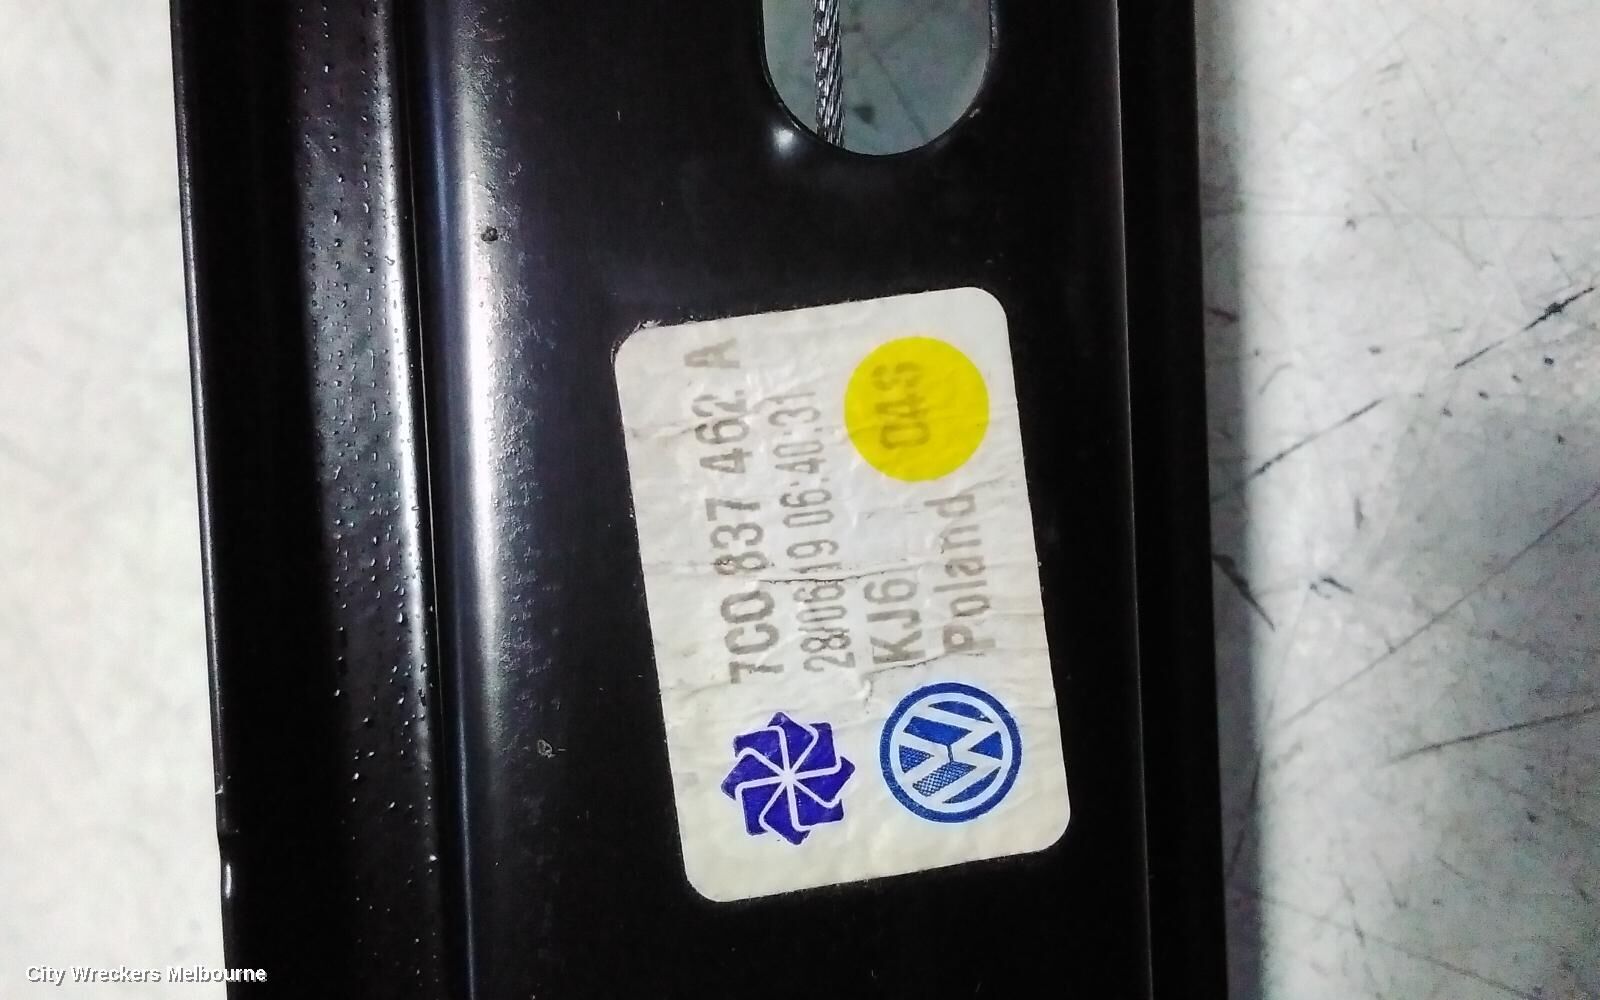 7C0 837 462 A
28/06/19 06:40:31
KJ6
Poland
04S
City Wreckers Melbourne